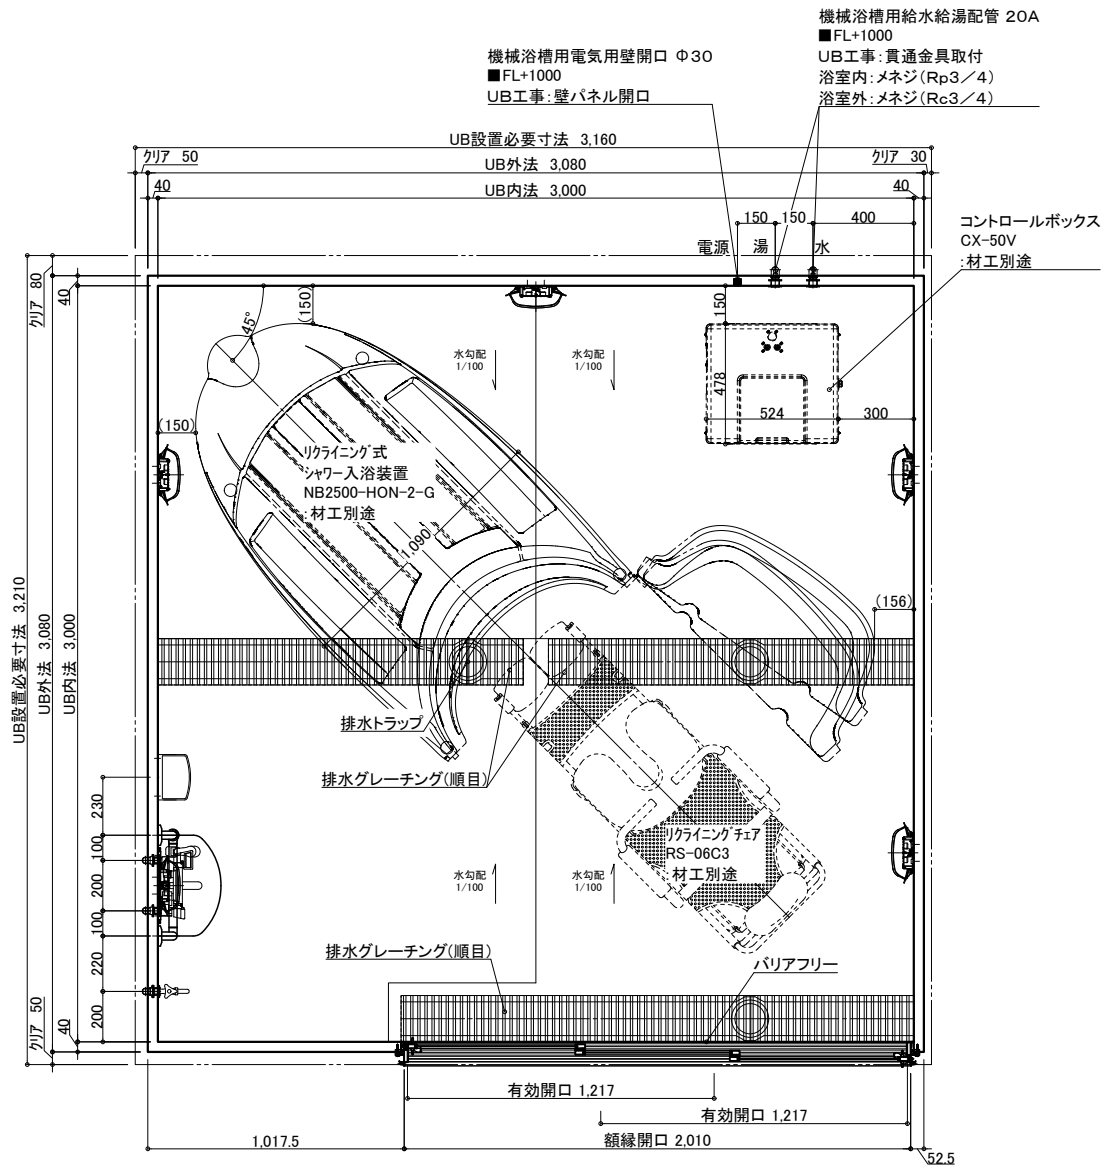 機械浴槽用給水給湯配管 20A
■FL+1000
UB工事:貫通金具取付
浴室内:メネジ(Rp3/4)
浴室外:メネジ(Rc3/4)
機械浴槽用電気用壁開口 Φ30
■FL+1000
UB工事:壁パネル開口
UB設置必要寸法 3,160
クリア 50
UB外法 3,080
クリア 30
40
UB内法 3,000
40
150
150
400
コントロールボックス
CX-50V
:材工別途
電源
湯
水
クリア 80
40
45°
(150)
150
水勾配
1/100
水勾配
1/100
478
524
300
(150)
リクライニング式
シャワー入浴装置
NB2500-HON-2-G
:材工別途
1,090
(156)
UB設置必要寸法 3,210
UB外法 3,080
UB内法 3,000
排水トラップ
排水グレーチング(順目)
230
100
200
100
220
200
リクライニングチェア
RS-06C3
材工別途
水勾配
1/100
水勾配
1/100
排水グレーチング(順目)
バリアフリー
クリア 50
40
有効開口 1,217
有効開口 1,217
1,017.5
額縁開口 2,010
52.5